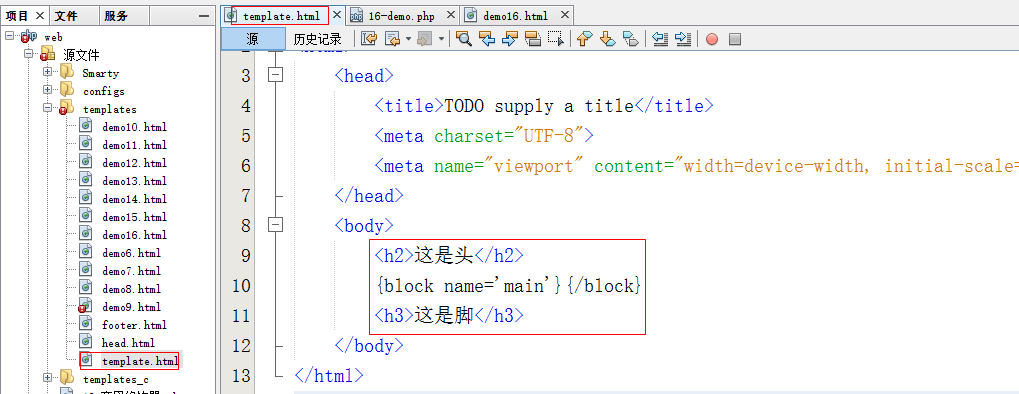 项目 文件 服务
web
源文件
Smarty
configs
templates
demo10.html
demo11.html
demo12.html
demo13.html
demo14.html
demo15.html
demo16.html
demo6.html
demo7.html
demo8.html
demo9.html
footer.html
head.html
template.html
templates_c
template.html 16-demo.php demo16.html
源 历史记录
3 <head>
4 <title>TODO supply a title</title>
5 <meta charset="UTF-8">
6 <meta name="viewport" content="width=device-width, initial-scale=
7 </head>
8 <body>
9 <h2>这是头</h2>
10 {block name='main'}{/block}
11 <h3>这是脚</h3>
12 </body>
13 </html>